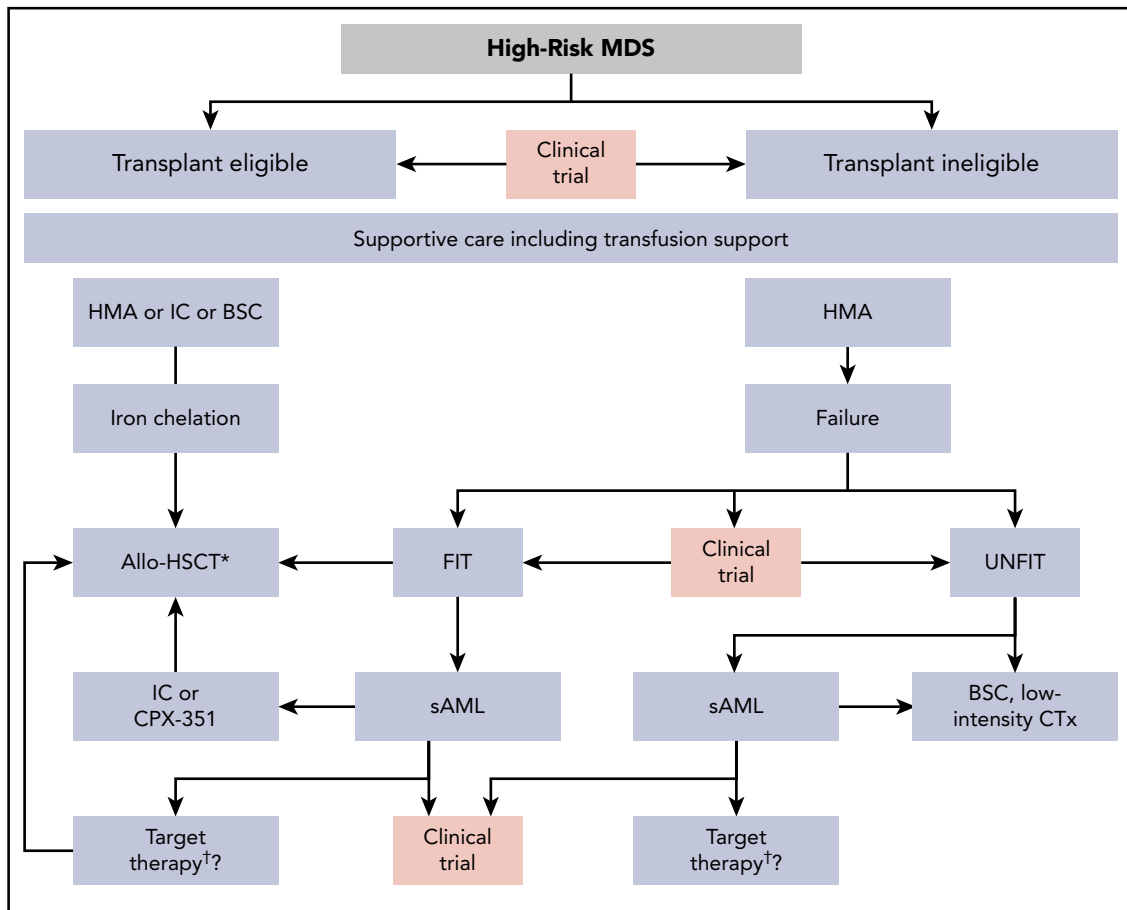 High-Risk MDS
Transplant eligible
Clinical
trial
Transplant ineligible
Supportive care including transfusion support
HMA or IC or BSC
HMA
Iron chelation
Failure
Allo-HSCT*
FIT
Clinical
trial
UNFIT
IC or
CPX-351
sAML
sAML
BSC, low-
intensity CTx
Target
therapy†?
Clinical
trial
Target
therapy†?